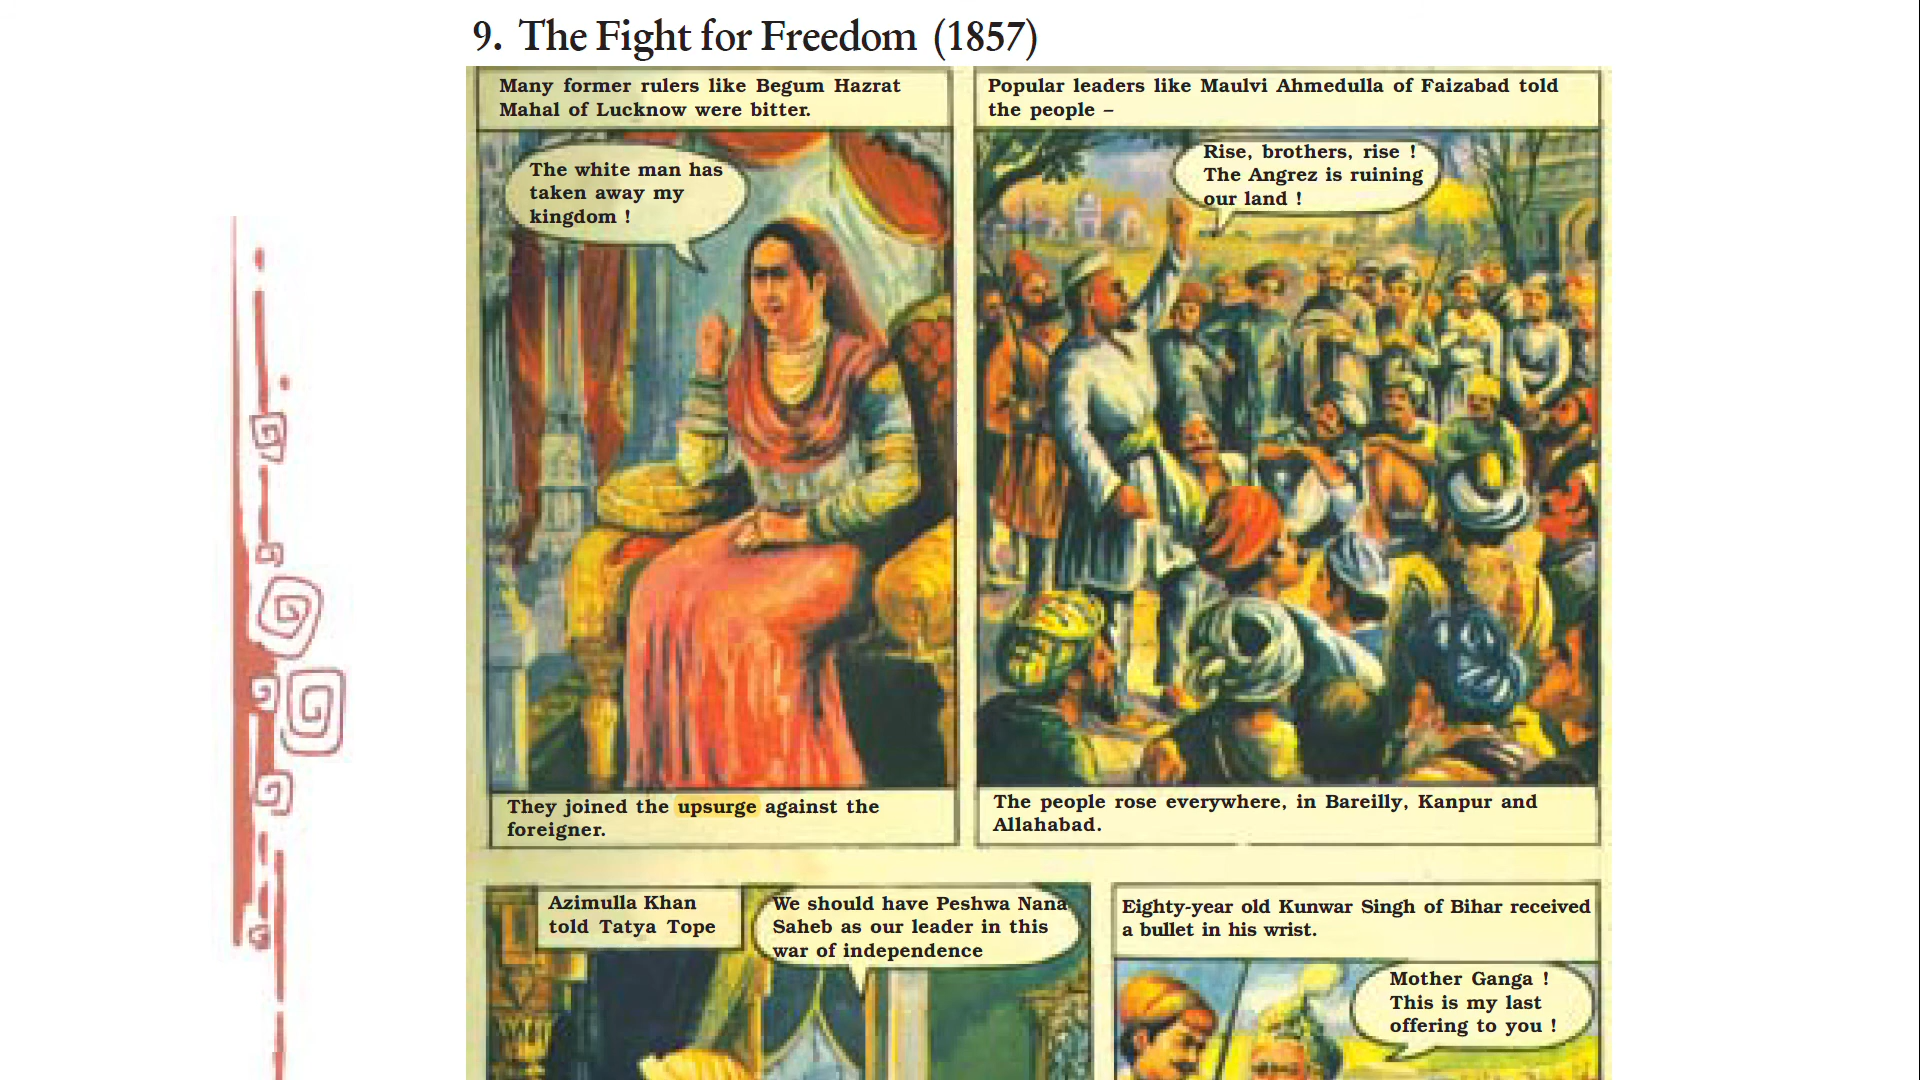 9. The Fight for Freedom (1857)
Many former rulers like Begum Hazrat
Mahal of Lucknow were bitter.
The white man has
taken away my
kingdom !
They joined the upsurge against the
foreigner.
Popular leaders like Maulvi Ahmedulla of Faizabad told
the people –
Rise, brothers, rise !
The Angrez is ruining
our land !
The people rose everywhere, in Bareilly, Kanpur and
Allahabad.
Azimulla Khan
told Tatya Tope
We should have Peshwa Nana
Saheb as our leader in this
war of independence
Eighty-year old Kunwar Singh of Bihar received
a bullet in his wrist.
Mother Ganga !
This is my last
offering to you !